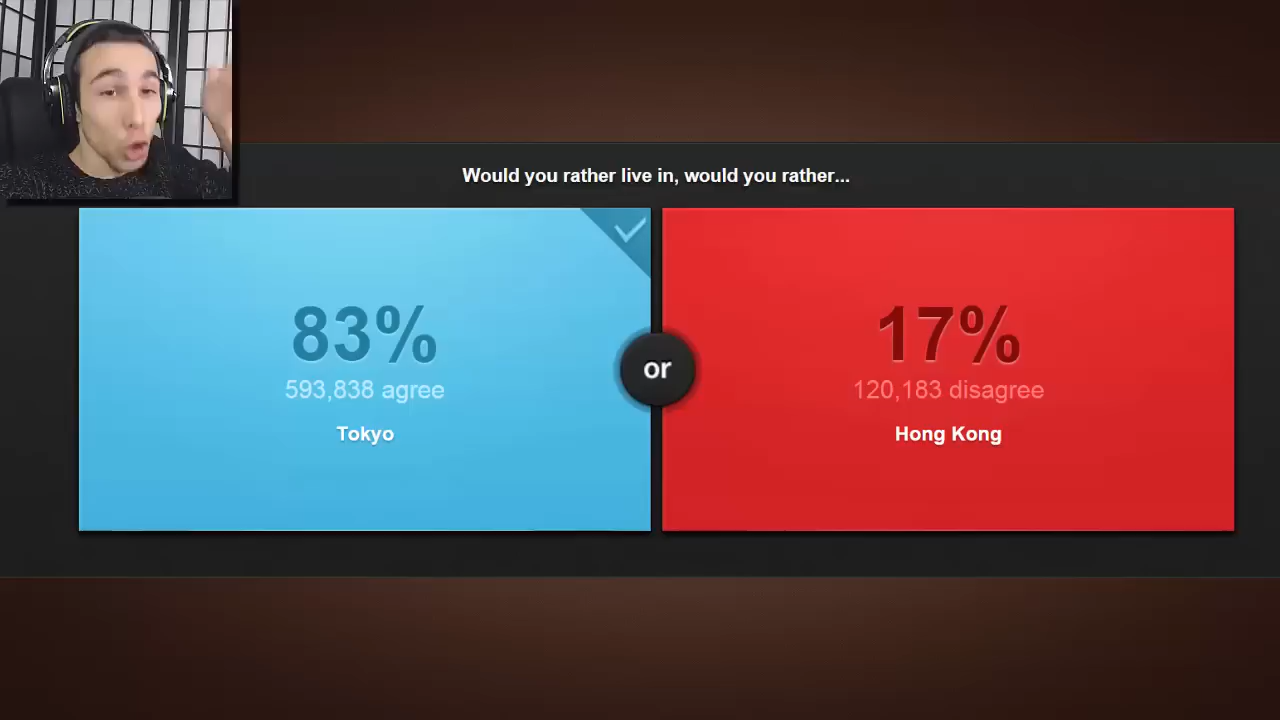 Would you rather live in, would you rather...
83%
593,838 agree
Tokyo
or
17%
120,183 disagree
Hong Kong